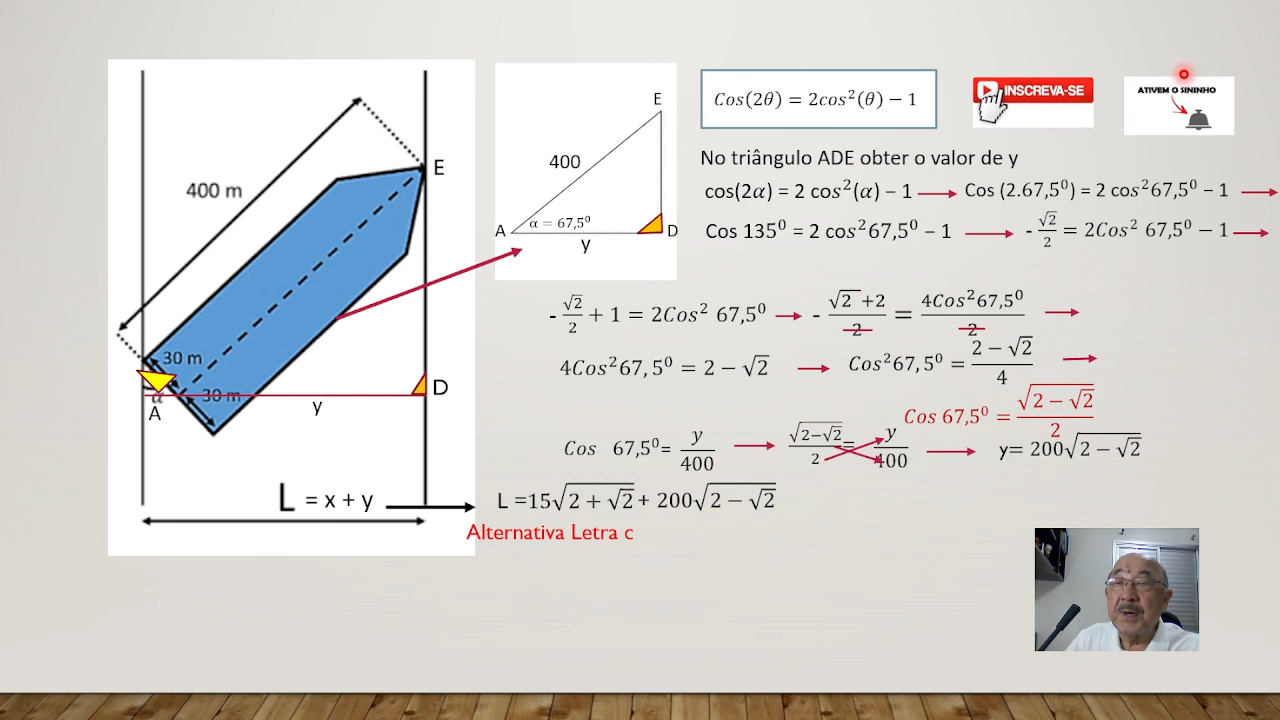 400 m
E
30 m
30 m
α
A
y
D
L = x + y
E
400
α = 67,5⁰
A
y
D
Cos(2θ) = 2cos²(θ) − 1
INSCREVA-SE
ATIVEM O SININHO
No triângulo ADE obter o valor de y
cos(2α) = 2 cos²(α) − 1 → Cos (2.67,5⁰) = 2 cos²67,5⁰ − 1 →
Cos 135⁰ = 2 cos²67,5⁰ − 1 → - √2/2 = 2Cos² 67,5⁰ − 1 →
- √2/2 + 1 = 2Cos² 67,5⁰ → - (√2 +2)/2 = 4Cos²67,5⁰/2 →
4Cos²67,5⁰ = 2 − √2 → Cos²67,5⁰ = (2 − √2)/4 →
Cos 67,5⁰ = √(2 − √2)/2
Cos 67,5⁰= y/400 → √(2−√2)/2 = y/400 → y= 200√(2 − √2)
L =15√(2 + √2) + 200√(2 − √2)
Alternativa Letra c